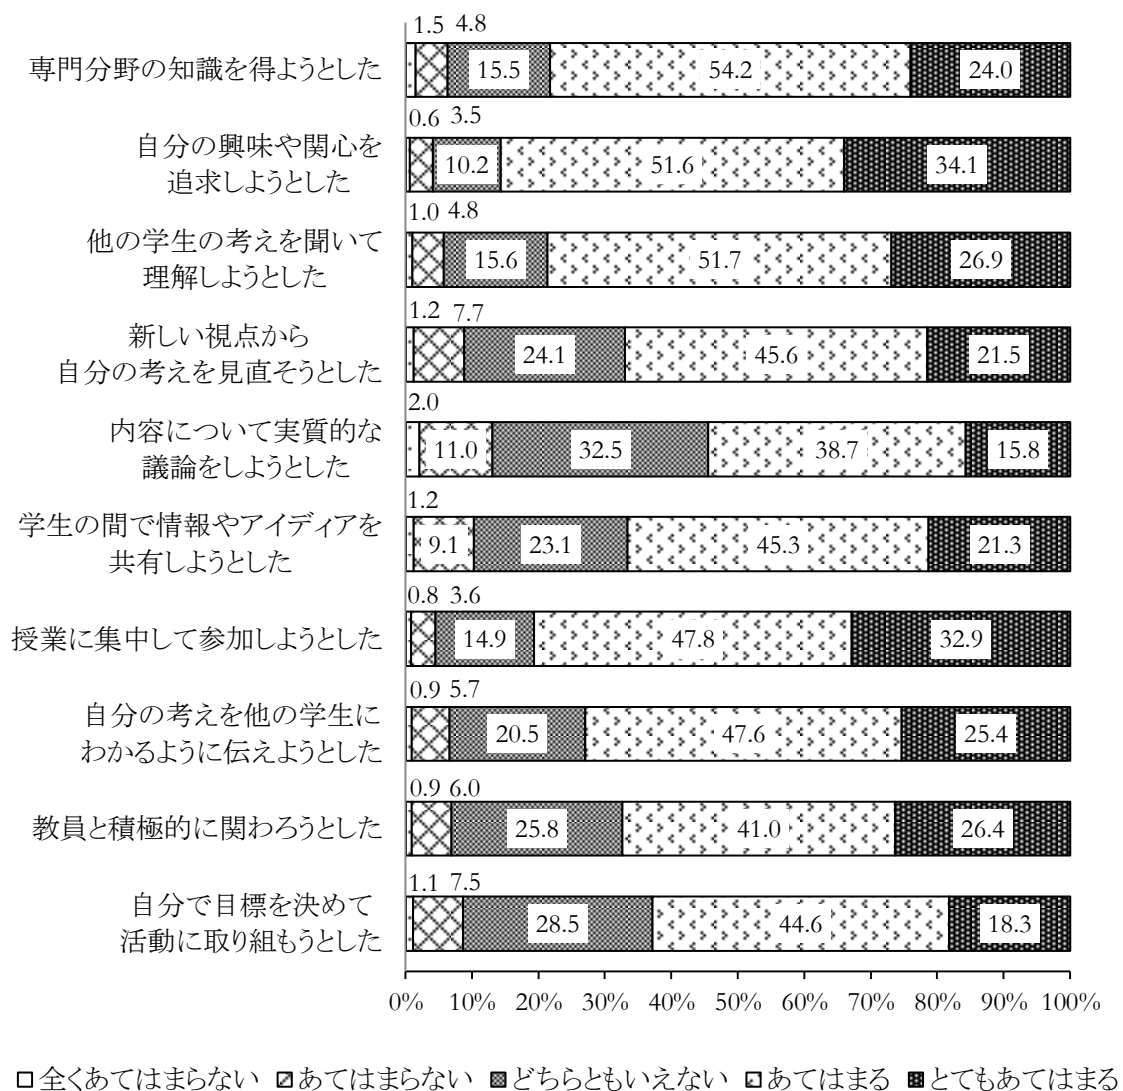 1.5 4.8
専門分野の知識を得ようとした 15.5 54.2 24.0
0.6 3.5
自分の興味や関心を
追求しようとした
10.2 51.6 34.1
1.0 4.8
他の学生の考えを聞いて
理解しようとした
15.6 51.7 26.9
1.2 7.7
新しい視点から
自分の考えを見直そうとした
24.1 45.6 21.5
2.0
内容について実質的な
議論をしようとした
11.0 32.5 38.7 15.8
1.2
学生の間で情報やアイディアを
共有しようとした
9.1 23.1 45.3 21.3
0.8 3.6
授業に集中して参加しようとした 14.9 47.8 32.9
0.9 5.7
自分の考えを他の学生に
わかるように伝えようとした
20.5 47.6 25.4
0.9 6.0
教員と積極的に関わろうとした 25.8 41.0 26.4
1.1 7.5
自分で目標を決めて
活動に取り組もうとした
28.5 44.6 18.3
0% 10% 20% 30% 40% 50% 60% 70% 80% 90% 100%
全くあてはまらない あてはまらない どちらともいえない あてはまる とてもあてはまる